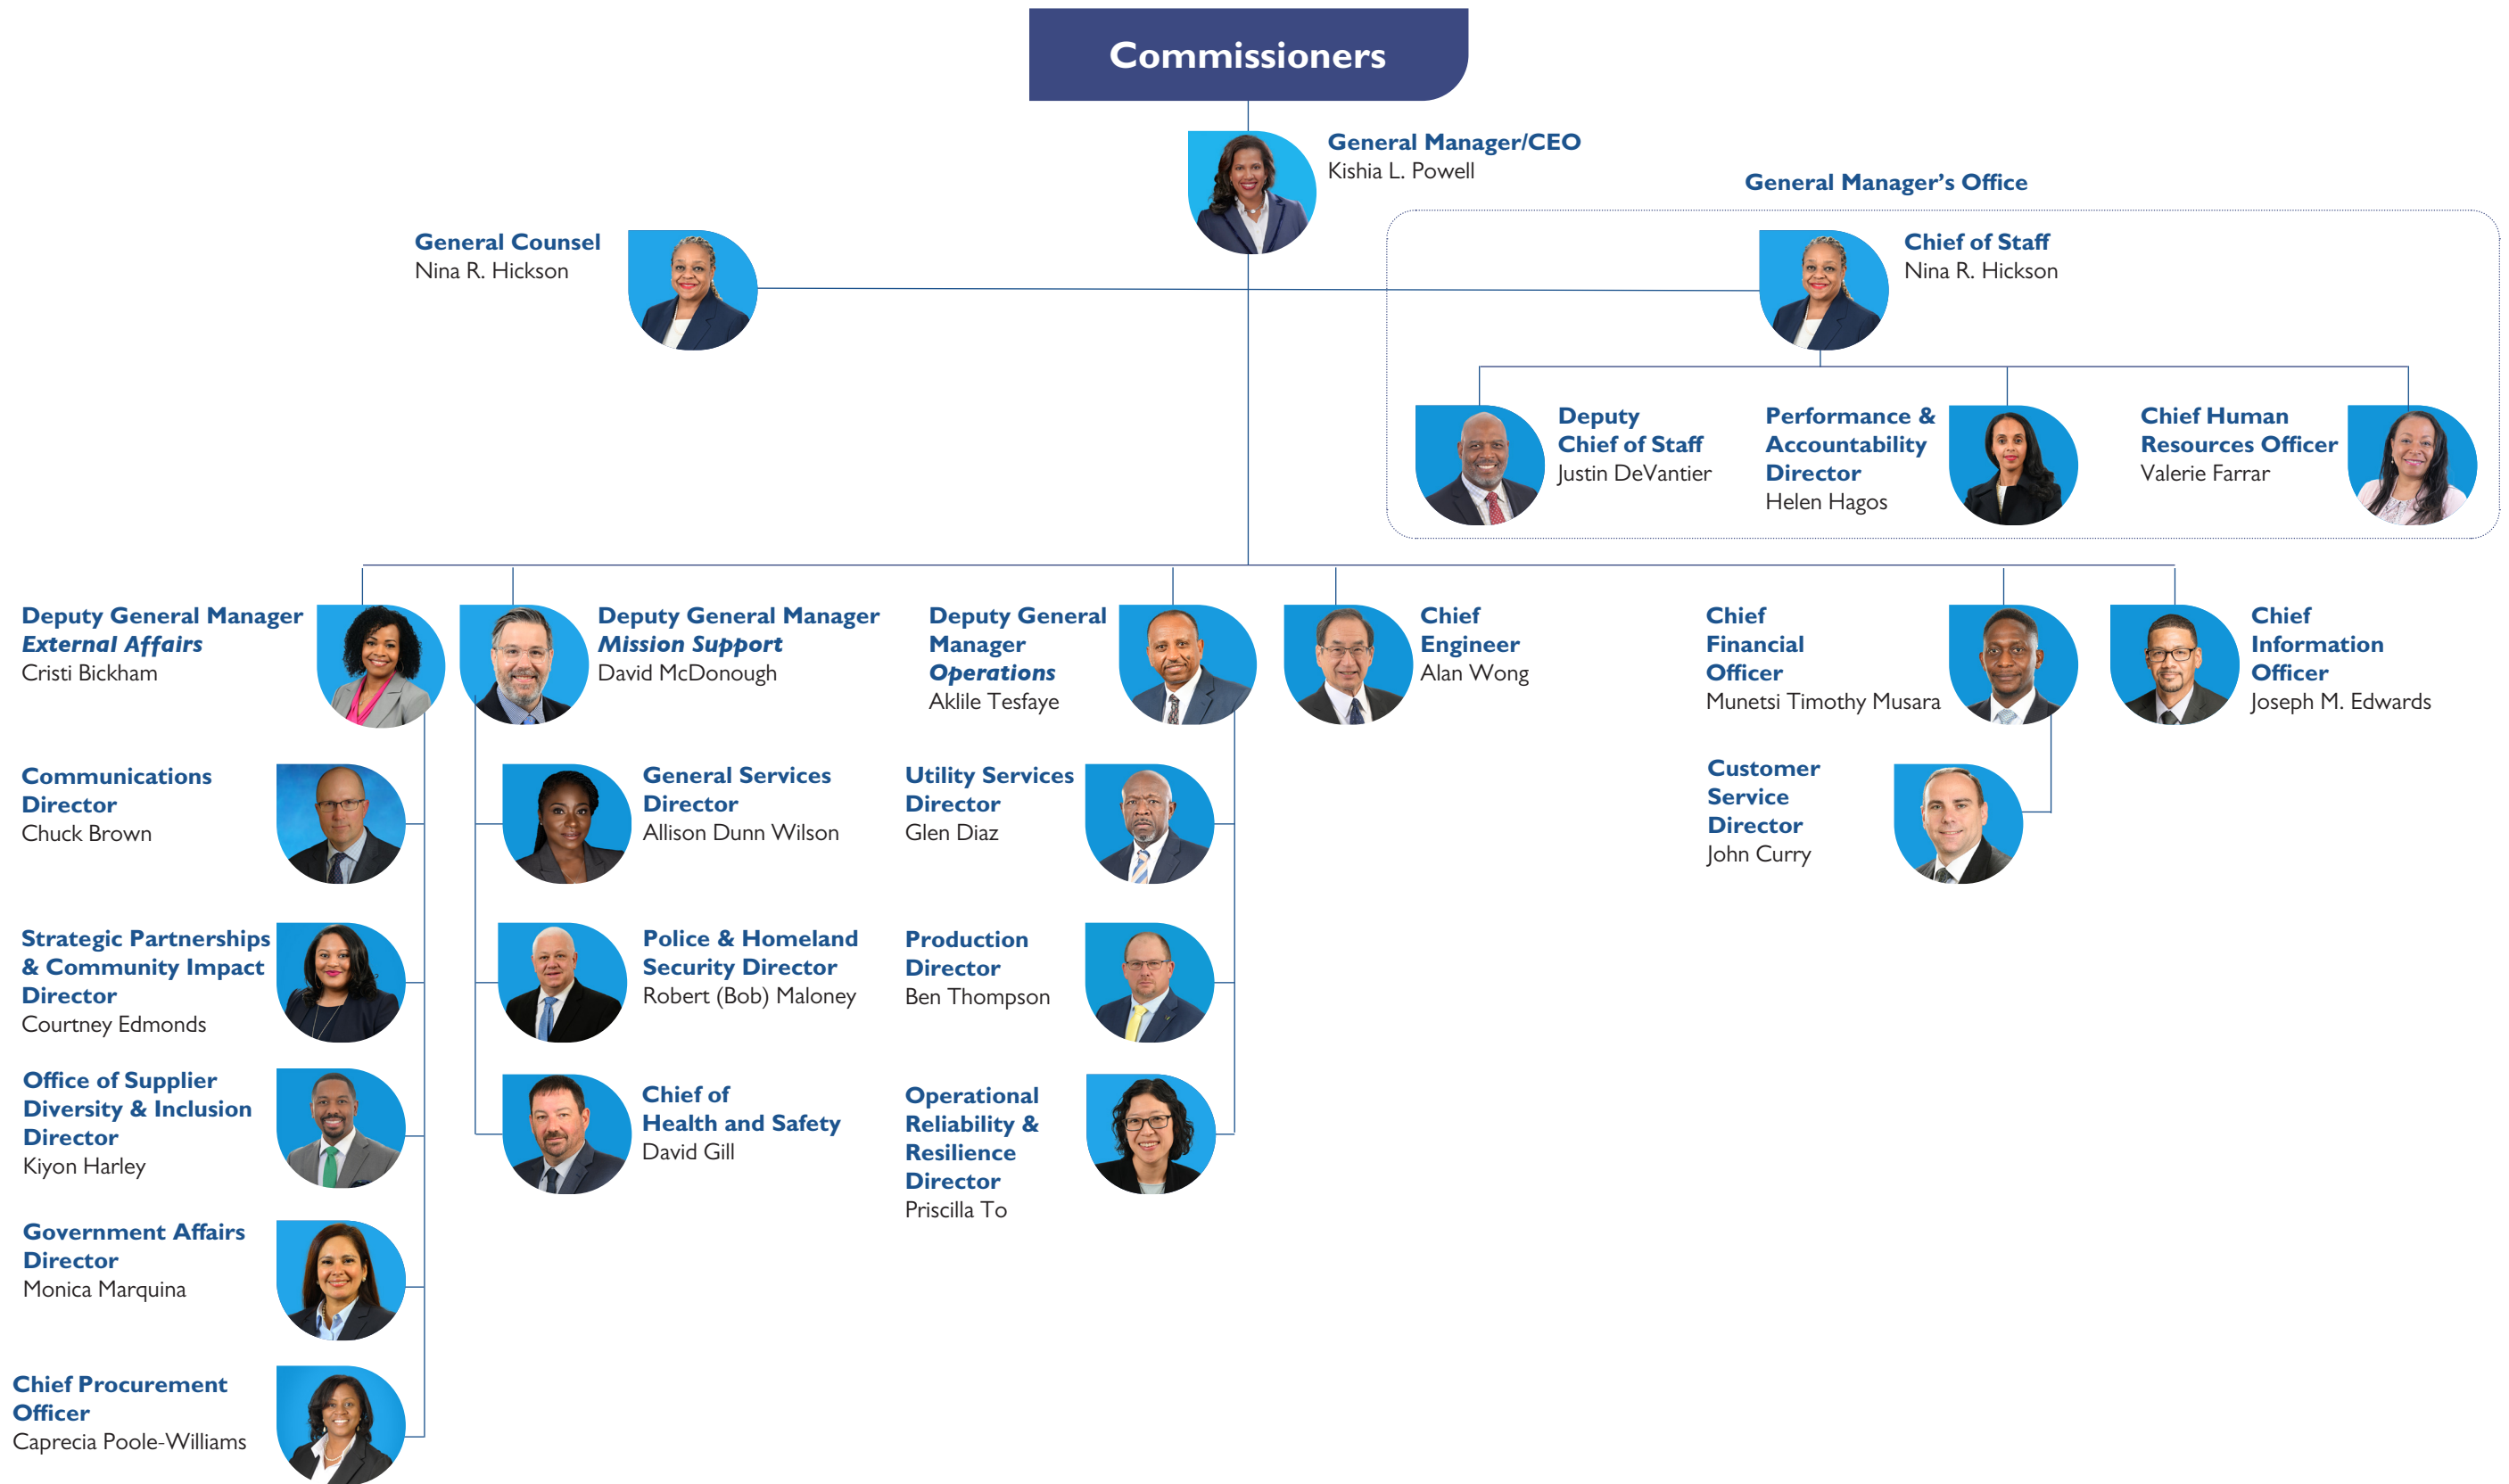 Commissioners
General Manager/CEO
Kishia L. Powell
General Manager’s Office
General Counsel
Nina R. Hickson
Chief of Staff
Nina R. Hickson
Deputy
Chief of Staff
Justin DeVantier
Performance &
Accountability
Director
Helen Hagos
Chief Human
Resources Officer
Valerie Farrar
Deputy General Manager
External Affairs
Cristi Bickham
Deputy General Manager
Mission Support
David McDonough
Deputy General
Manager
Operations
Aklile Tesfaye
Chief
Engineer
Alan Wong
Chief
Financial
Officer
Munetsi Timothy Musara
Chief
Information
Officer
Joseph M. Edwards
Communications
Director
Chuck Brown
General Services
Director
Allison Dunn Wilson
Utility Services
Director
Glen Diaz
Customer
Service
Director
John Curry
Strategic Partnerships
& Community Impact
Director
Courtney Edmonds
Police & Homeland
Security Director
Robert (Bob) Maloney
Production
Director
Ben Thompson
Office of Supplier
Diversity & Inclusion
Director
Kiyon Harley
Chief of
Health and Safety
David Gill
Operational
Reliability &
Resilience
Director
Priscilla To
Government Affairs
Director
Monica Marquina
Chief Procurement
Officer
Caprecia Poole-Williams